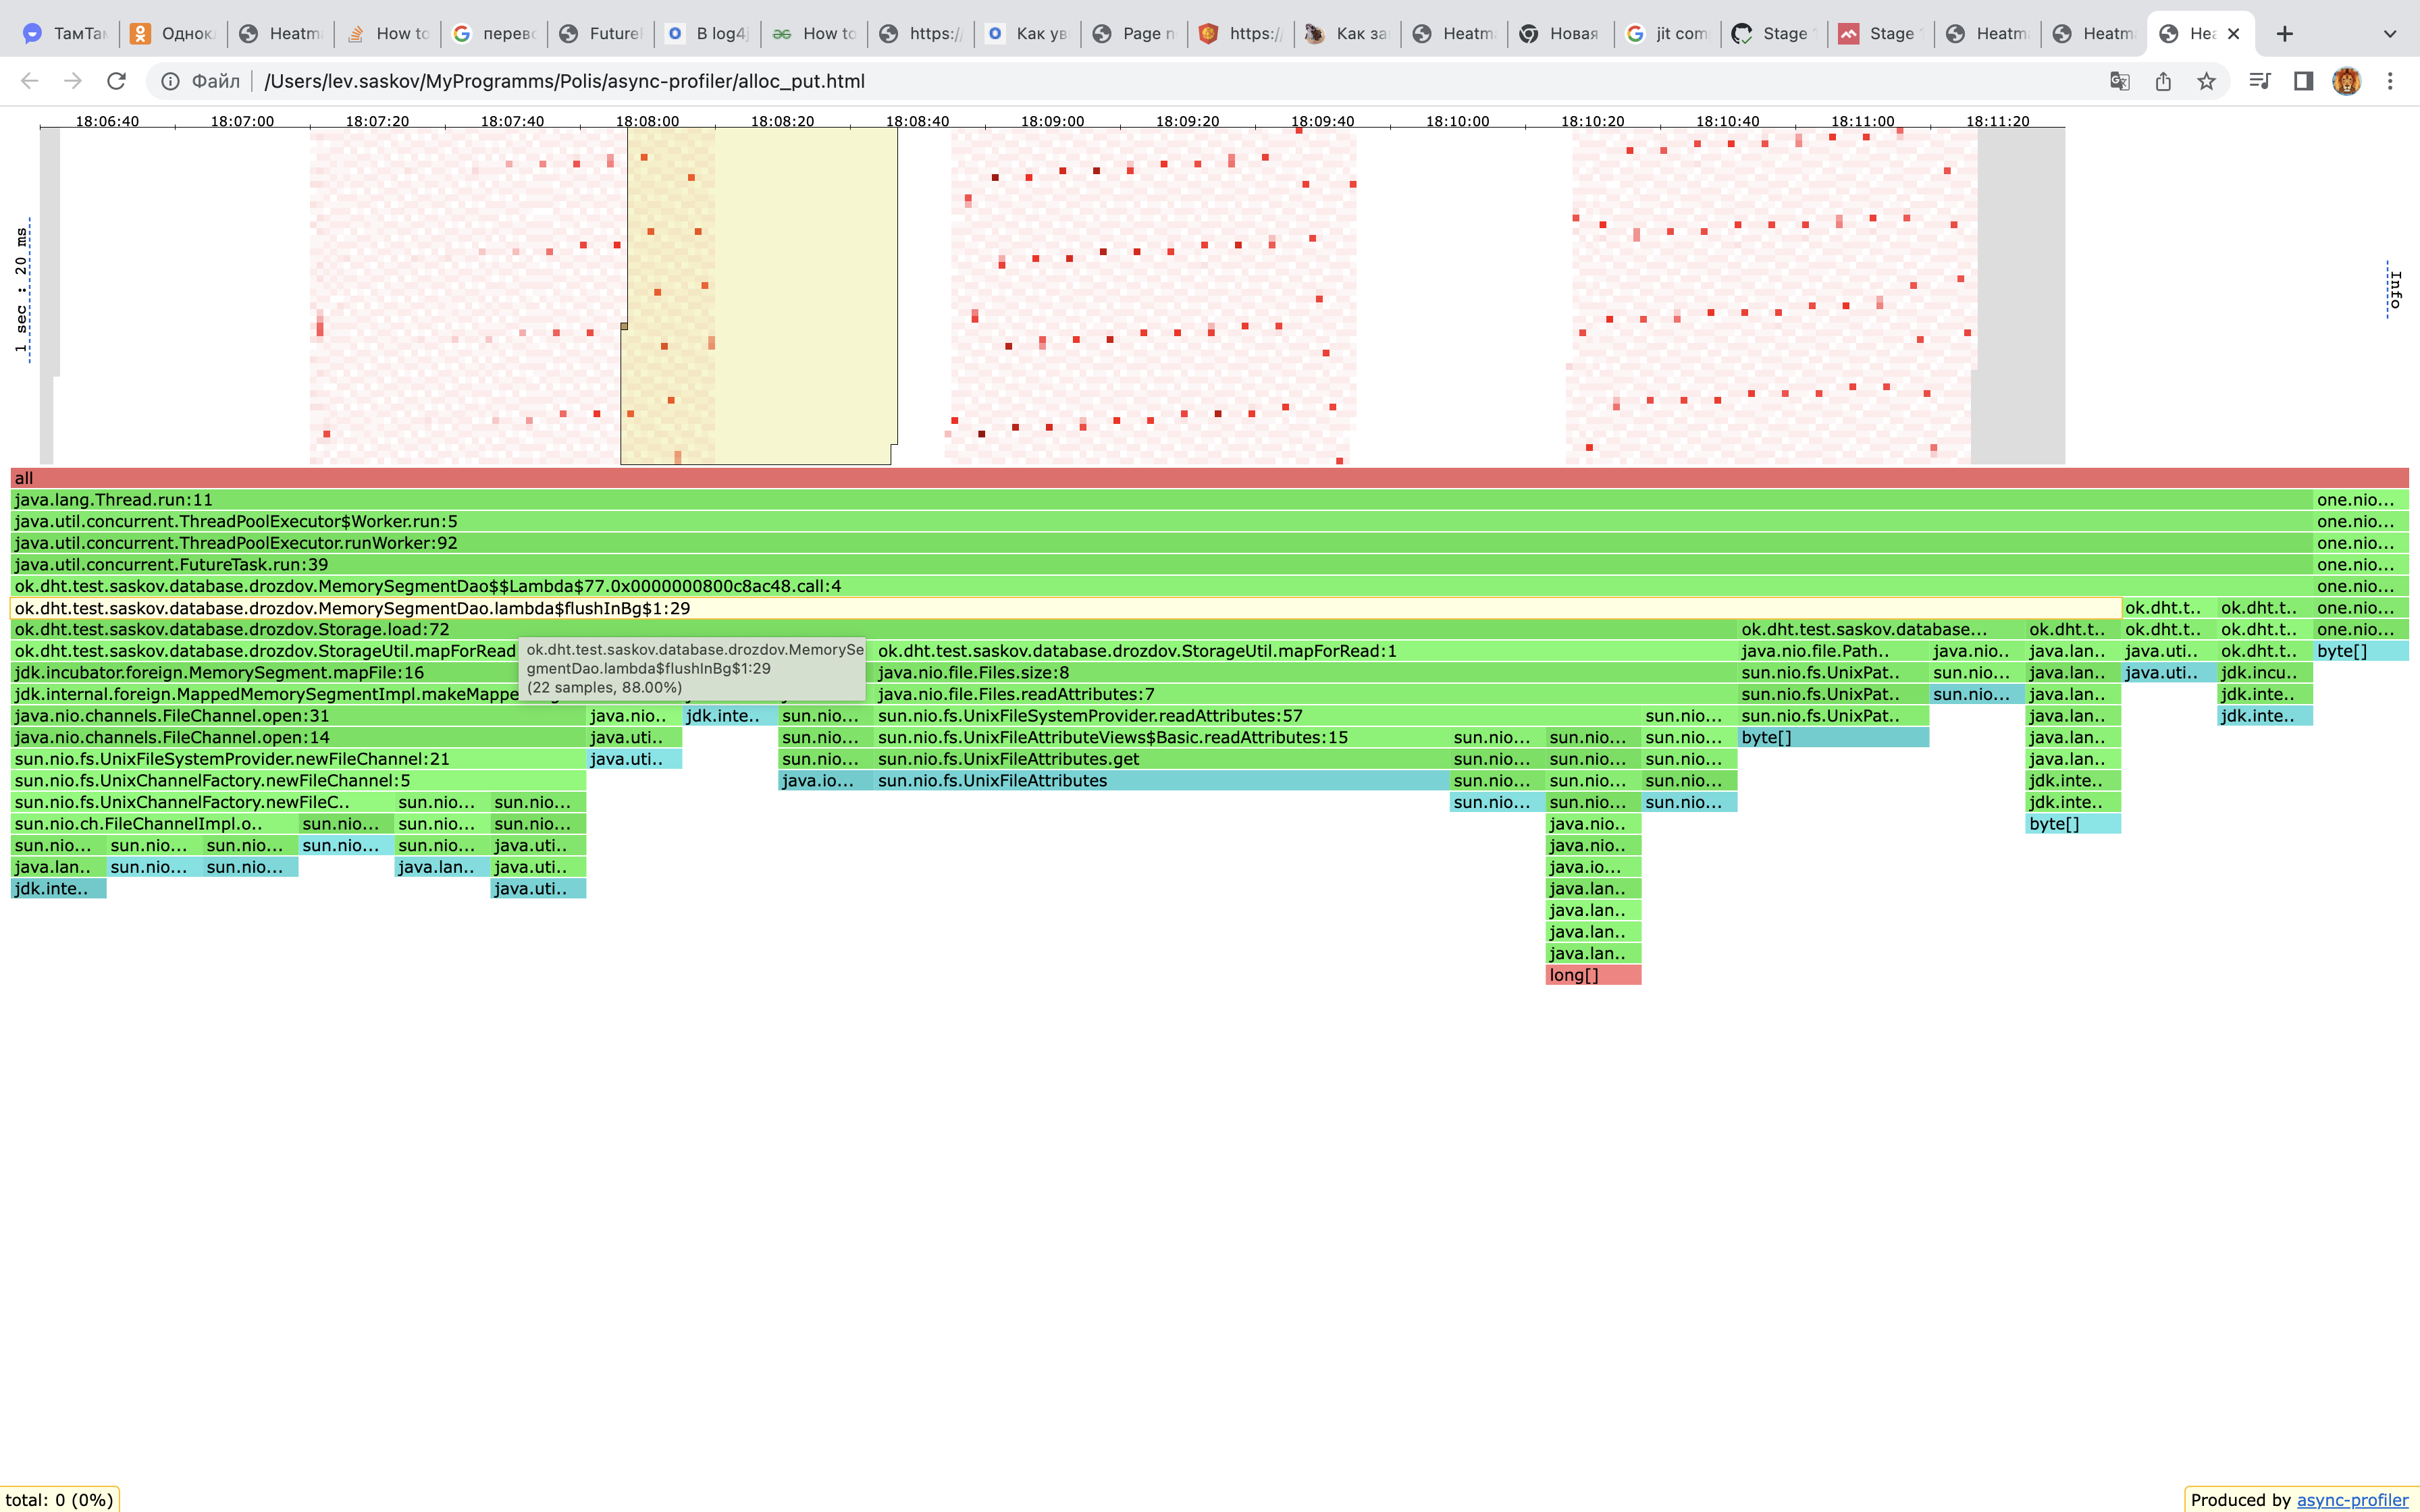 ТамТам Однок Heatm How to перево Future В log4j How to https:/ Как ув Page n https:/ Как за Heatm Новая jit com Stage Stage Heatm Heatm Hea
Файл /Users/lev.saskov/MyProgramms/Polis/async-profiler/alloc_put.html
18:06:40 18:07:00 18:07:20 18:07:40 18:08:00 18:08:20 18:08:40 18:09:00 18:09:20 18:09:40 18:10:00 18:10:20 18:10:40 18:11:00 18:11:20
1 sec : 20 ms
Info
all
java.lang.Thread.run:11 one.nio...
java.util.concurrent.ThreadPoolExecutor$Worker.run:5 one.nio...
java.util.concurrent.ThreadPoolExecutor.runWorker:92 one.nio...
java.util.concurrent.FutureTask.run:39 one.nio...
ok.dht.test.saskov.database.drozdov.MemorySegmentDao$$Lambda$77.0x0000000800c8ac48.call:4 one.nio...
ok.dht.test.saskov.database.drozdov.MemorySegmentDao.lambda$flushInBg$1:29 ok.dht.t.. ok.dht.t.. one.nio...
ok.dht.test.saskov.database.drozdov.Storage.load:72 ok.dht.test.saskov.database... ok.dht.t.. ok.dht.t.. ok.dht.t.. one.nio...
ok.dht.test.saskov.database.drozdov.StorageUtil.mapForRead ok.dht.test.saskov.database.drozdov.StorageUtil.mapForRead:1 java.nio.file.Path.. java.nio.. java.lan.. java.uti.. ok.dht.t.. byte[]
ok.dht.test.saskov.database.drozdov.MemorySe
gmentDao.lambda$flushInBg$1:29
(22 samples, 88.00%)
jdk.incubator.foreign.MemorySegment.mapFile:16 java.nio.file.Files.size:8 sun.nio.fs.UnixPat.. sun.nio... java.lan.. java.uti.. jdk.incu..
jdk.internal.foreign.MappedMemorySegmentImpl.makeMappe java.nio.file.Files.readAttributes:7 sun.nio.fs.UnixPat.. sun.nio... java.lan.. jdk.inte..
java.nio.channels.FileChannel.open:31 java.nio.. jdk.inte.. sun.nio... sun.nio.fs.UnixFileSystemProvider.readAttributes:57 sun.nio... sun.nio.fs.UnixPat.. java.lan.. jdk.inte..
java.nio.channels.FileChannel.open:14 java.uti.. sun.nio... sun.nio.fs.UnixFileAttributeViews$Basic.readAttributes:15 sun.nio... sun.nio... sun.nio... byte[] java.lan..
sun.nio.fs.UnixFileSystemProvider.newFileChannel:21 java.uti.. sun.nio... sun.nio.fs.UnixFileAttributes.get sun.nio... sun.nio... sun.nio... java.lan..
sun.nio.fs.UnixChannelFactory.newFileChannel:5 java.io... sun.nio.fs.UnixFileAttributes sun.nio... sun.nio... sun.nio... jdk.inte..
sun.nio.fs.UnixChannelFactory.newFileC.. sun.nio... sun.nio... sun.nio... sun.nio... sun.nio... jdk.inte..
sun.nio.ch.FileChannelImpl.o.. sun.nio... sun.nio... sun.nio... java.nio.. byte[]
sun.nio... sun.nio... sun.nio... sun.nio... sun.nio... java.uti.. java.nio..
java.lan.. sun.nio... sun.nio... java.lan.. java.uti.. java.io...
jdk.inte.. java.uti.. java.lan..
java.lan..
java.lan..
java.lan..
long[]
total: 0 (0%)
Produced by async-profiler